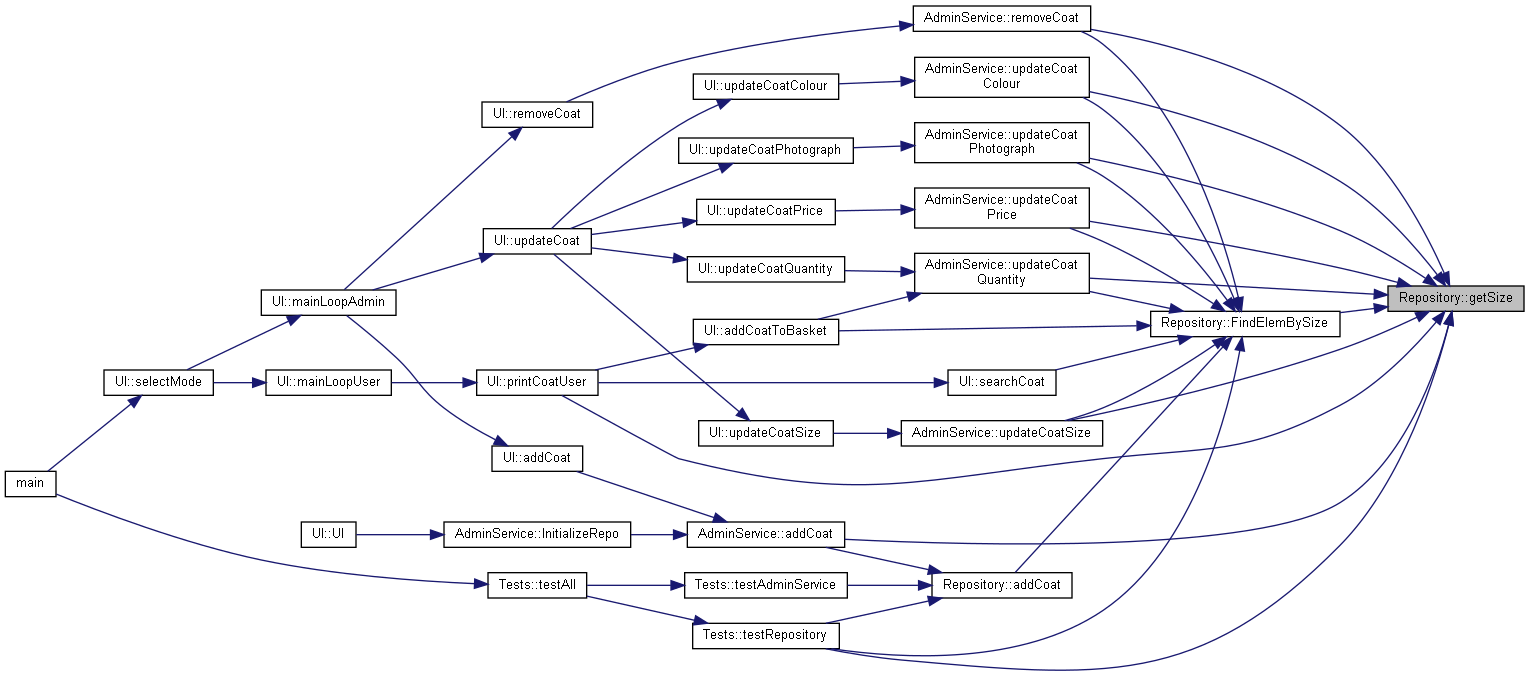 AdminService::removeCoat
AdminService::updateCoat
Colour
UI::updateCoatColour
UI::removeCoat
AdminService::updateCoat
Photograph
UI::updateCoatPhotograph
AdminService::updateCoat
Price
UI::updateCoatPrice
UI::updateCoat
AdminService::updateCoat
Quantity
UI::updateCoatQuantity
UI::mainLoopAdmin
Repository::getSize
Repository::FindElemBySize
UI::addCoatToBasket
UI::selectMode
UI::mainLoopUser
UI::printCoatUser
UI::searchCoat
UI::updateCoatSize
AdminService::updateCoatSize
UI::addCoat
main
UI::UI
AdminService::InitializeRepo
AdminService::addCoat
Tests::testAll
Tests::testAdminService
Repository::addCoat
Tests::testRepository